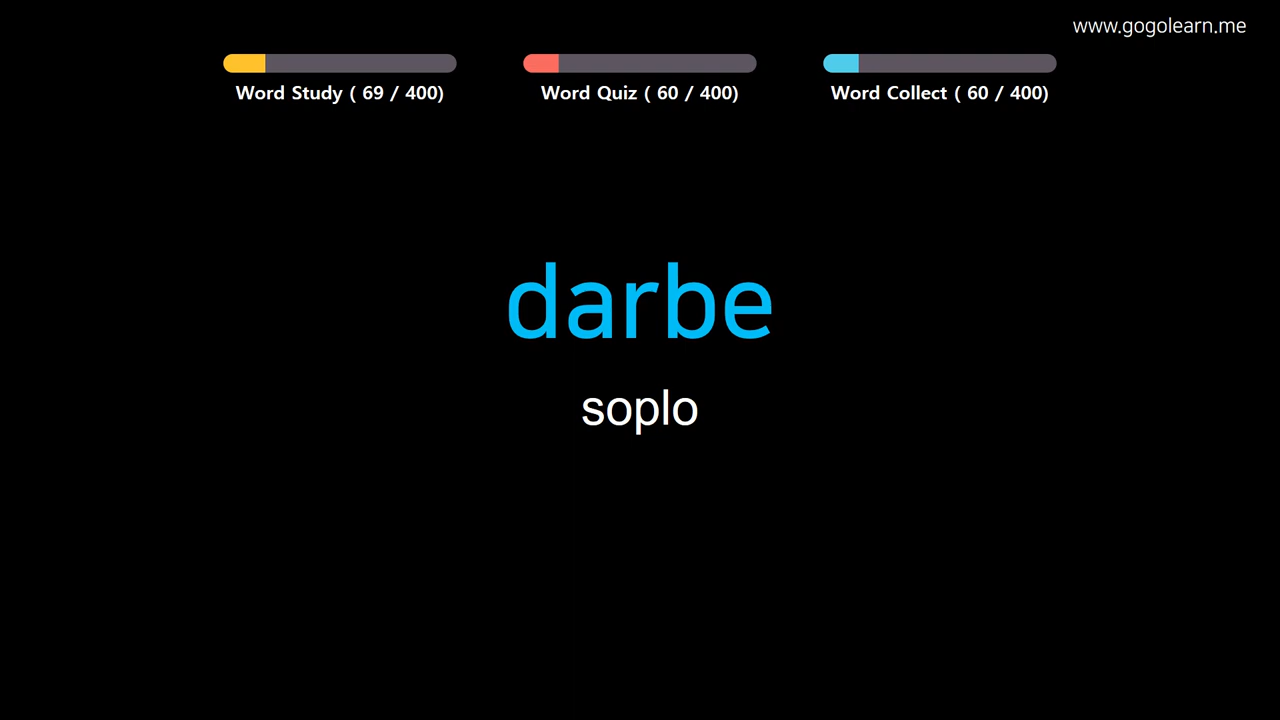 www.gogolearn.me
Word Study ( 69 / 400)
Word Quiz ( 60 / 400)
Word Collect ( 60 / 400)
darbe
soplo